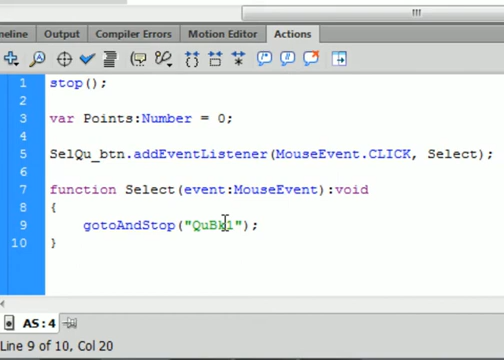 meline Output Compiler Errors Motion Editor Actions
1 stop();
2
3 var Points:Number = 0;
4
5 SelQu_btn.addEventListener(MouseEvent.CLICK, Select);
6
7 function Select(event:MouseEvent):void
8 {
9 gotoAndStop("QuBk1");
10 }
AS:4
Line 9 of 10, Col 20